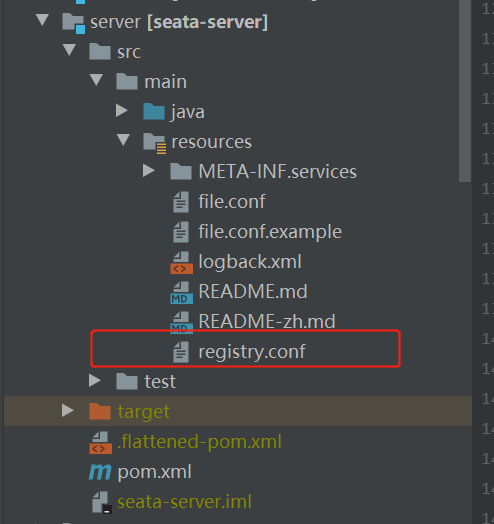 server [seata-server]
src
main
java
resources
META-INF.services
file.conf
file.conf.example
logback.xml
README.md
README-zh.md
registry.conf
test
target
.flattened-pom.xml
pom.xml
seata-server.iml